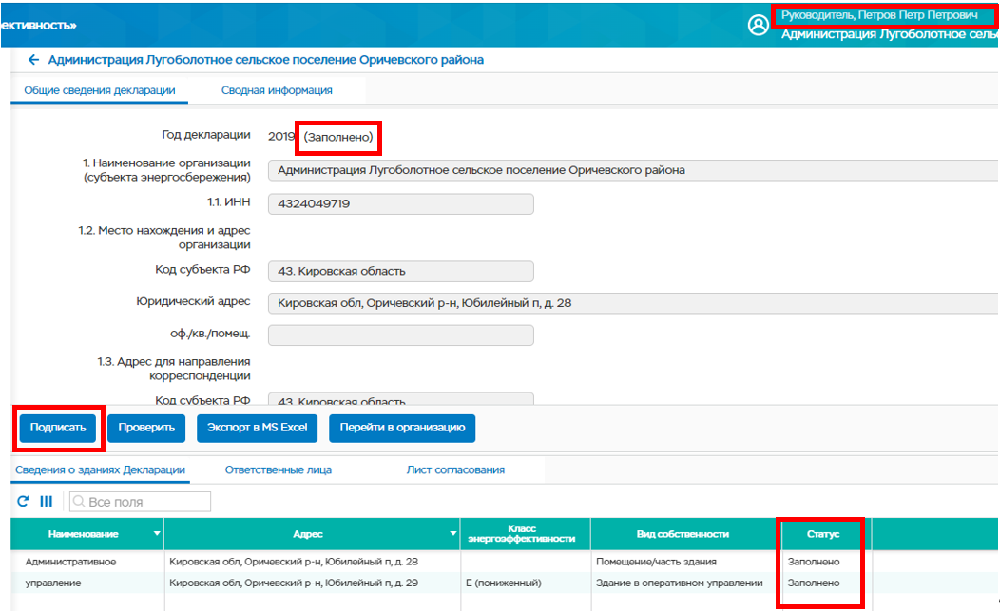 ективность»
Руководитель, Петров Петр Петрович
Администрация Лугоболотное сель
Администрация Лугоболотное сельское поселение Оричевского района
Общие сведения декларации Сводная информация
Год декларации 2019 (Заполнено)
1. Наименование организации
(субъекта энергосбережения)
Администрация Лугоболотное сельское поселение Оричевского района
1.1. ИНН 4324049719
1.2. Место нахождения и адрес
организации
Код субъекта РФ 43. Кировская область
Юридический адрес Кировская обл, Оричевский р-н, Юбилейный п, д. 28
оф./кв./помещ.
1.3. Адрес для направления
корреспонденции
Код субъекта РФ 43. Кировская область
Подписать Проверить Экспорт в MS Excel Перейти в организацию
Сведения о зданиях Декларации Ответственные лица Лист согласования
Все поля
Наименование Адрес Класс
энергоэффективности Вид собственности Статус
Административное Кировская обл, Оричевский р-н, Юбилейный п, д. 28 Помещение/часть здания Заполнено
управление Кировская обл, Оричевский р-н, Юбилейный п, д. 29 E (пониженный) Здание в оперативном управлении Заполнено